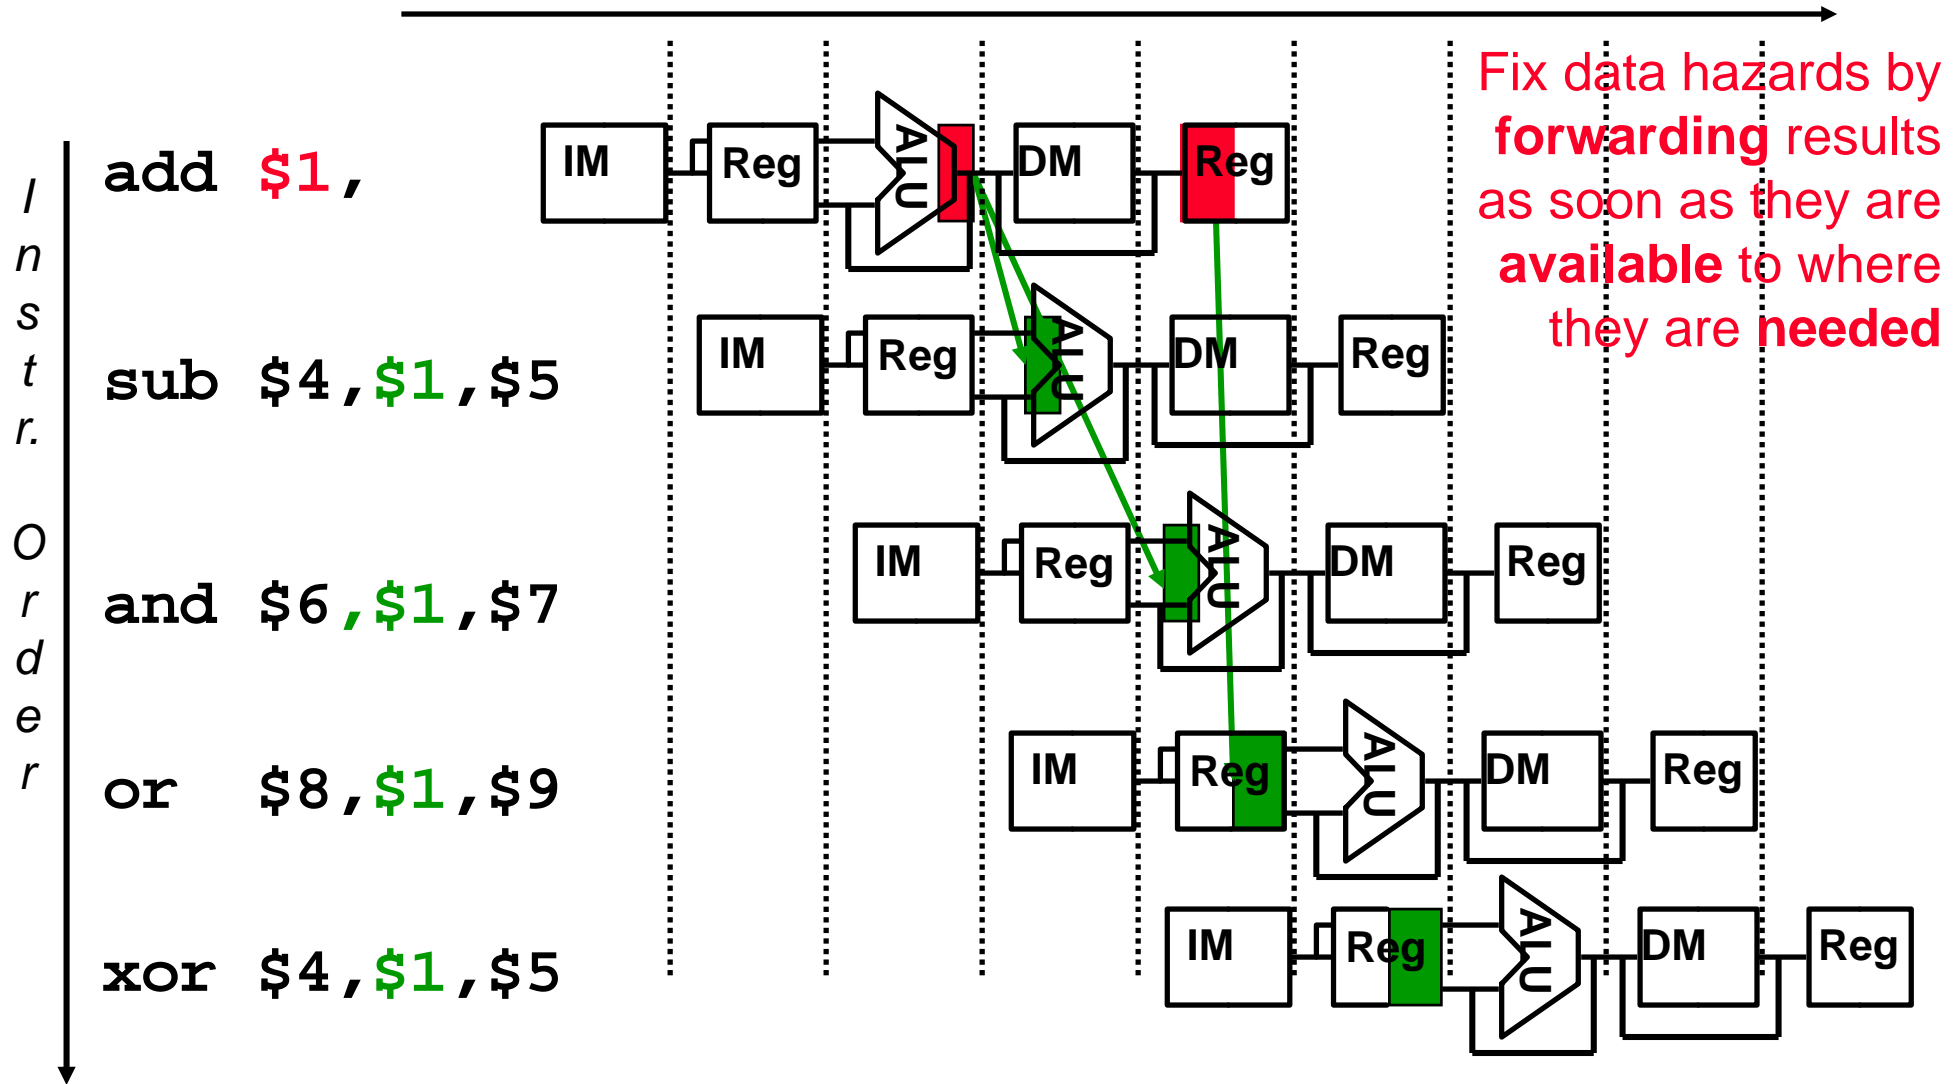 Fix data hazards by
forwarding results
as soon as they are
available to where
they are needed
Instr. Order
add $1,
IM Reg ALU DM Reg
sub $4,$1,$5
IM Reg ALU DM Reg
and $6,$1,$7
IM Reg ALU DM Reg
or $8,$1,$9
IM Reg ALU DM Reg
xor $4,$1,$5
IM Reg ALU DM Reg